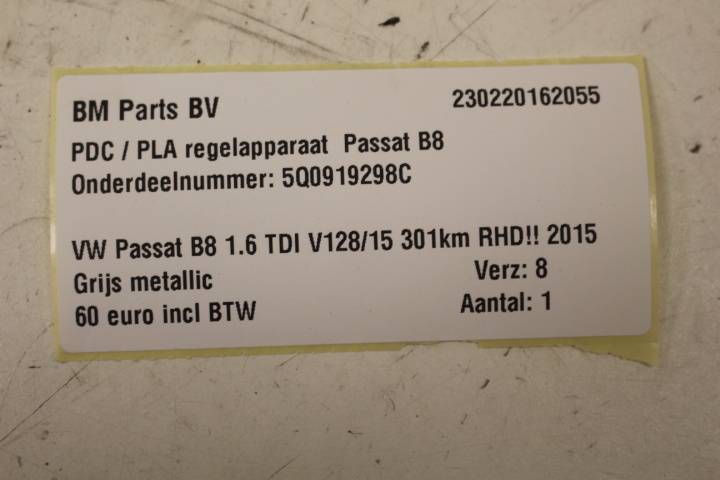 BM Parts BV 230220162055
PDC / PLA regelapparaat Passat B8
Onderdeelnummer: 5Q0919298C
VW Passat B8 1.6 TDI V128/15 301km RHD!! 2015
Grijs metallic Verz: 8
60 euro incl BTW Aantal: 1